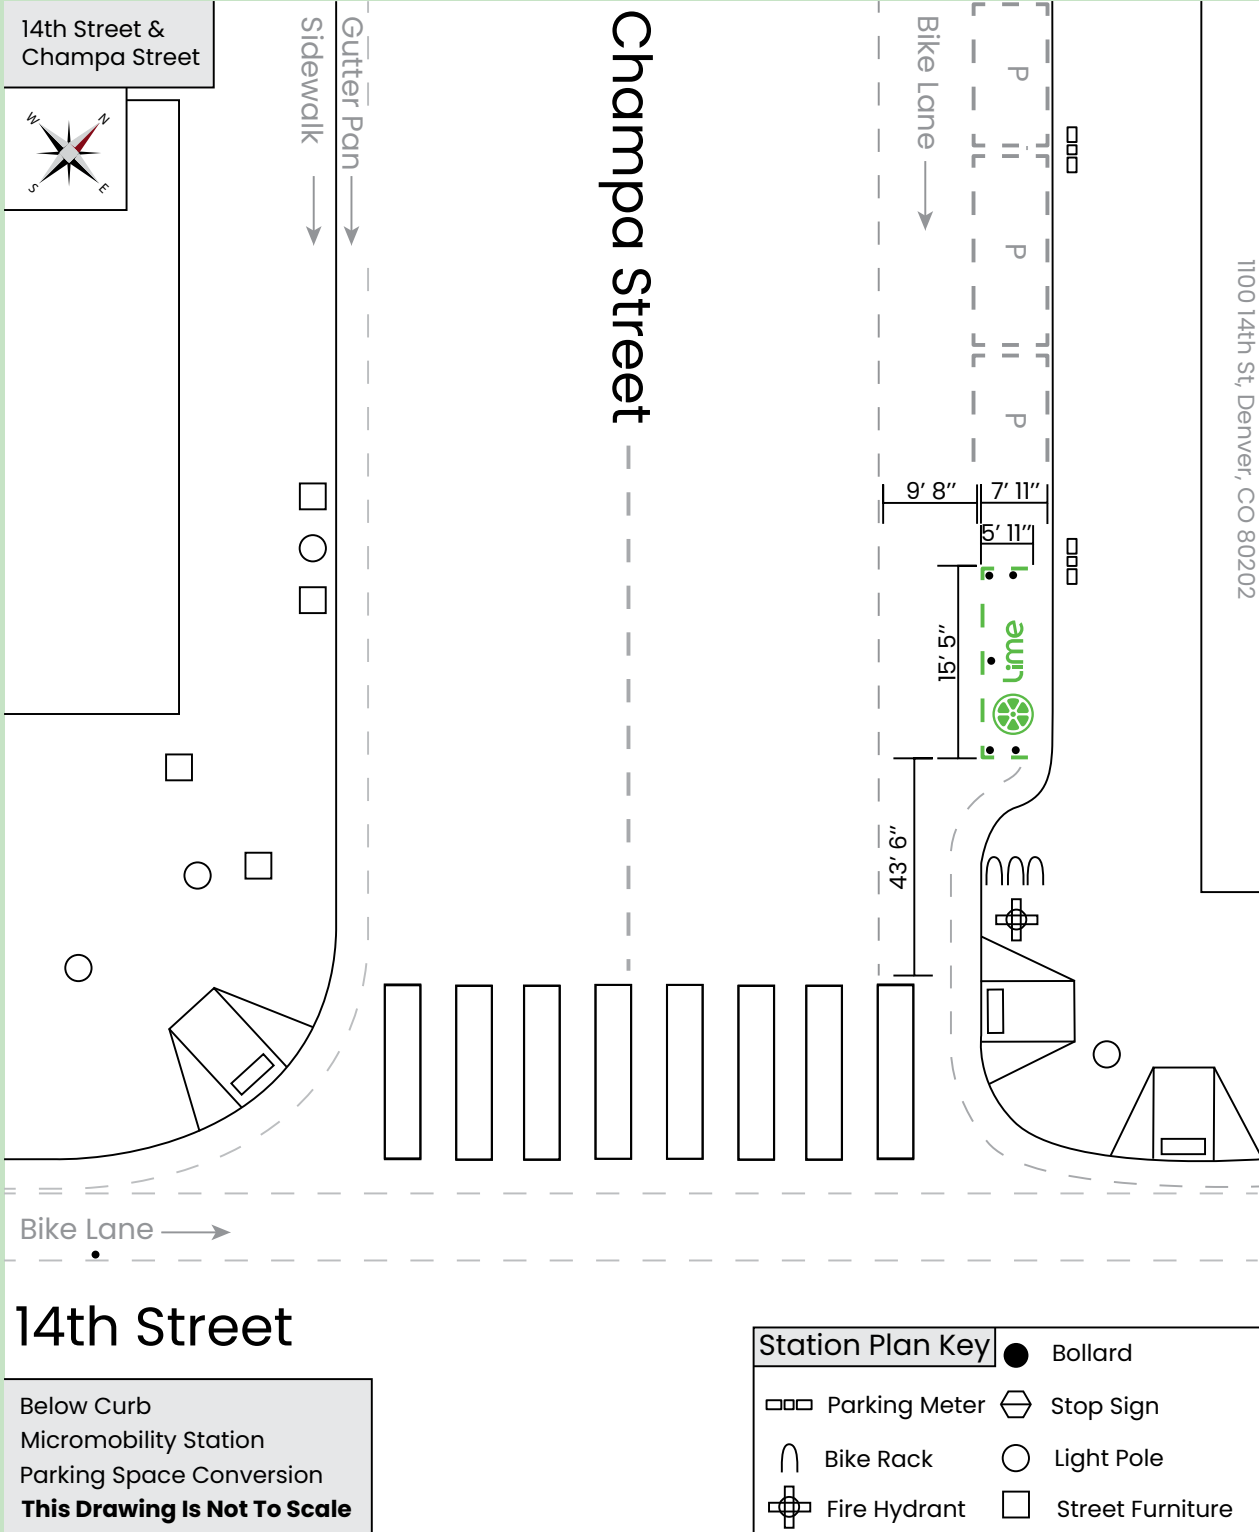 14th Street &
Champa Street
W
N
S
E
Sidewalk
Gutter Pan
Champa Street
Bike Lane
P
P
P
1100 14th St, Denver, CO 80202
9’ 8’’
7’ 11’’
5’ 11’’
15’ 5’’
Lime
43’ 6’’
Bike Lane
14th Street
Below Curb
Micromobility Station
Parking Space Conversion
This Drawing Is Not To Scale
Station Plan Key
Bollard
Parking Meter
Stop Sign
Bike Rack
Light Pole
Fire Hydrant
Street Furniture